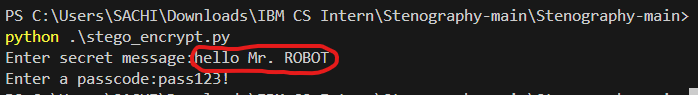 PS C:\Users\SACHI\Downloads\IBM CS Intern\Stenography-main\Stenography-main>
python .\stego_encrypt.py
Enter secret message:hello Mr. ROBOT
Enter a passcode:pass123!